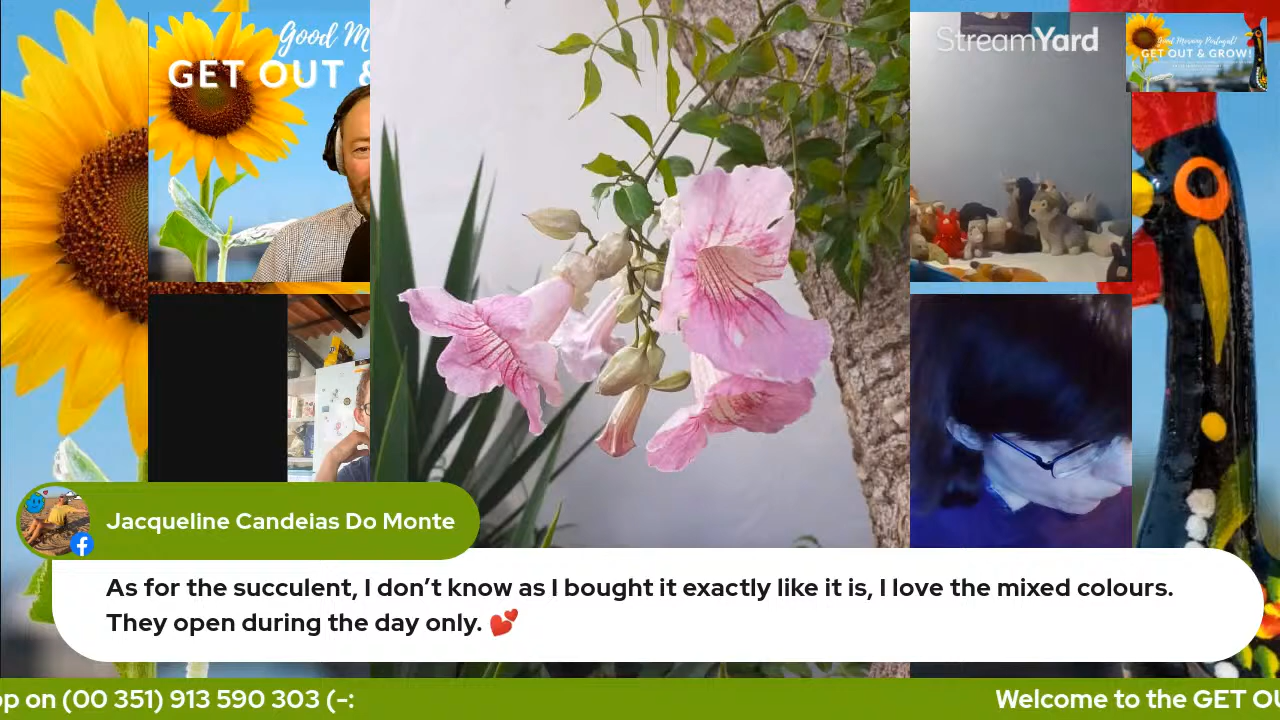 Good M
GET OUT &
StreamYard
Good Morning Portugal!
GET OUT & GROW!
Jacqueline Candeias Do Monte
As for the succulent, I don’t know as I bought it exactly like it is, I love the mixed colours.
They open during the day only. 💕
op on (00 351) 913 590 303 (-:
Welcome to the GET OU